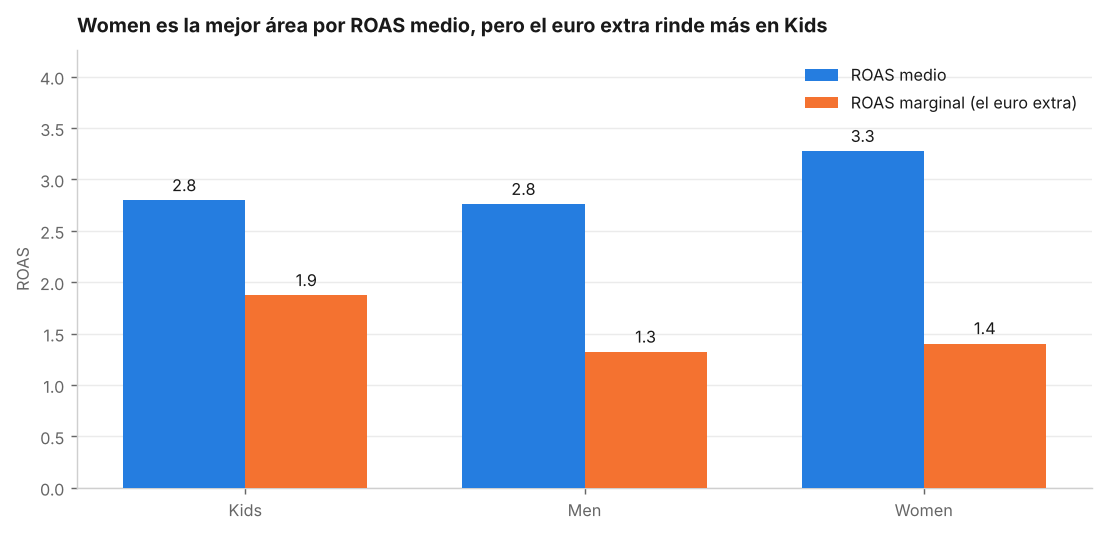 Women es la mejor área por ROAS medio, pero el euro extra rinde más en Kids
ROAS medio
ROAS marginal (el euro extra)
ROAS
4.0
3.5
3.0
2.5
2.0
1.5
1.0
0.5
0.0
2.8
1.9
2.8
1.3
3.3
1.4
Kids
Men
Women